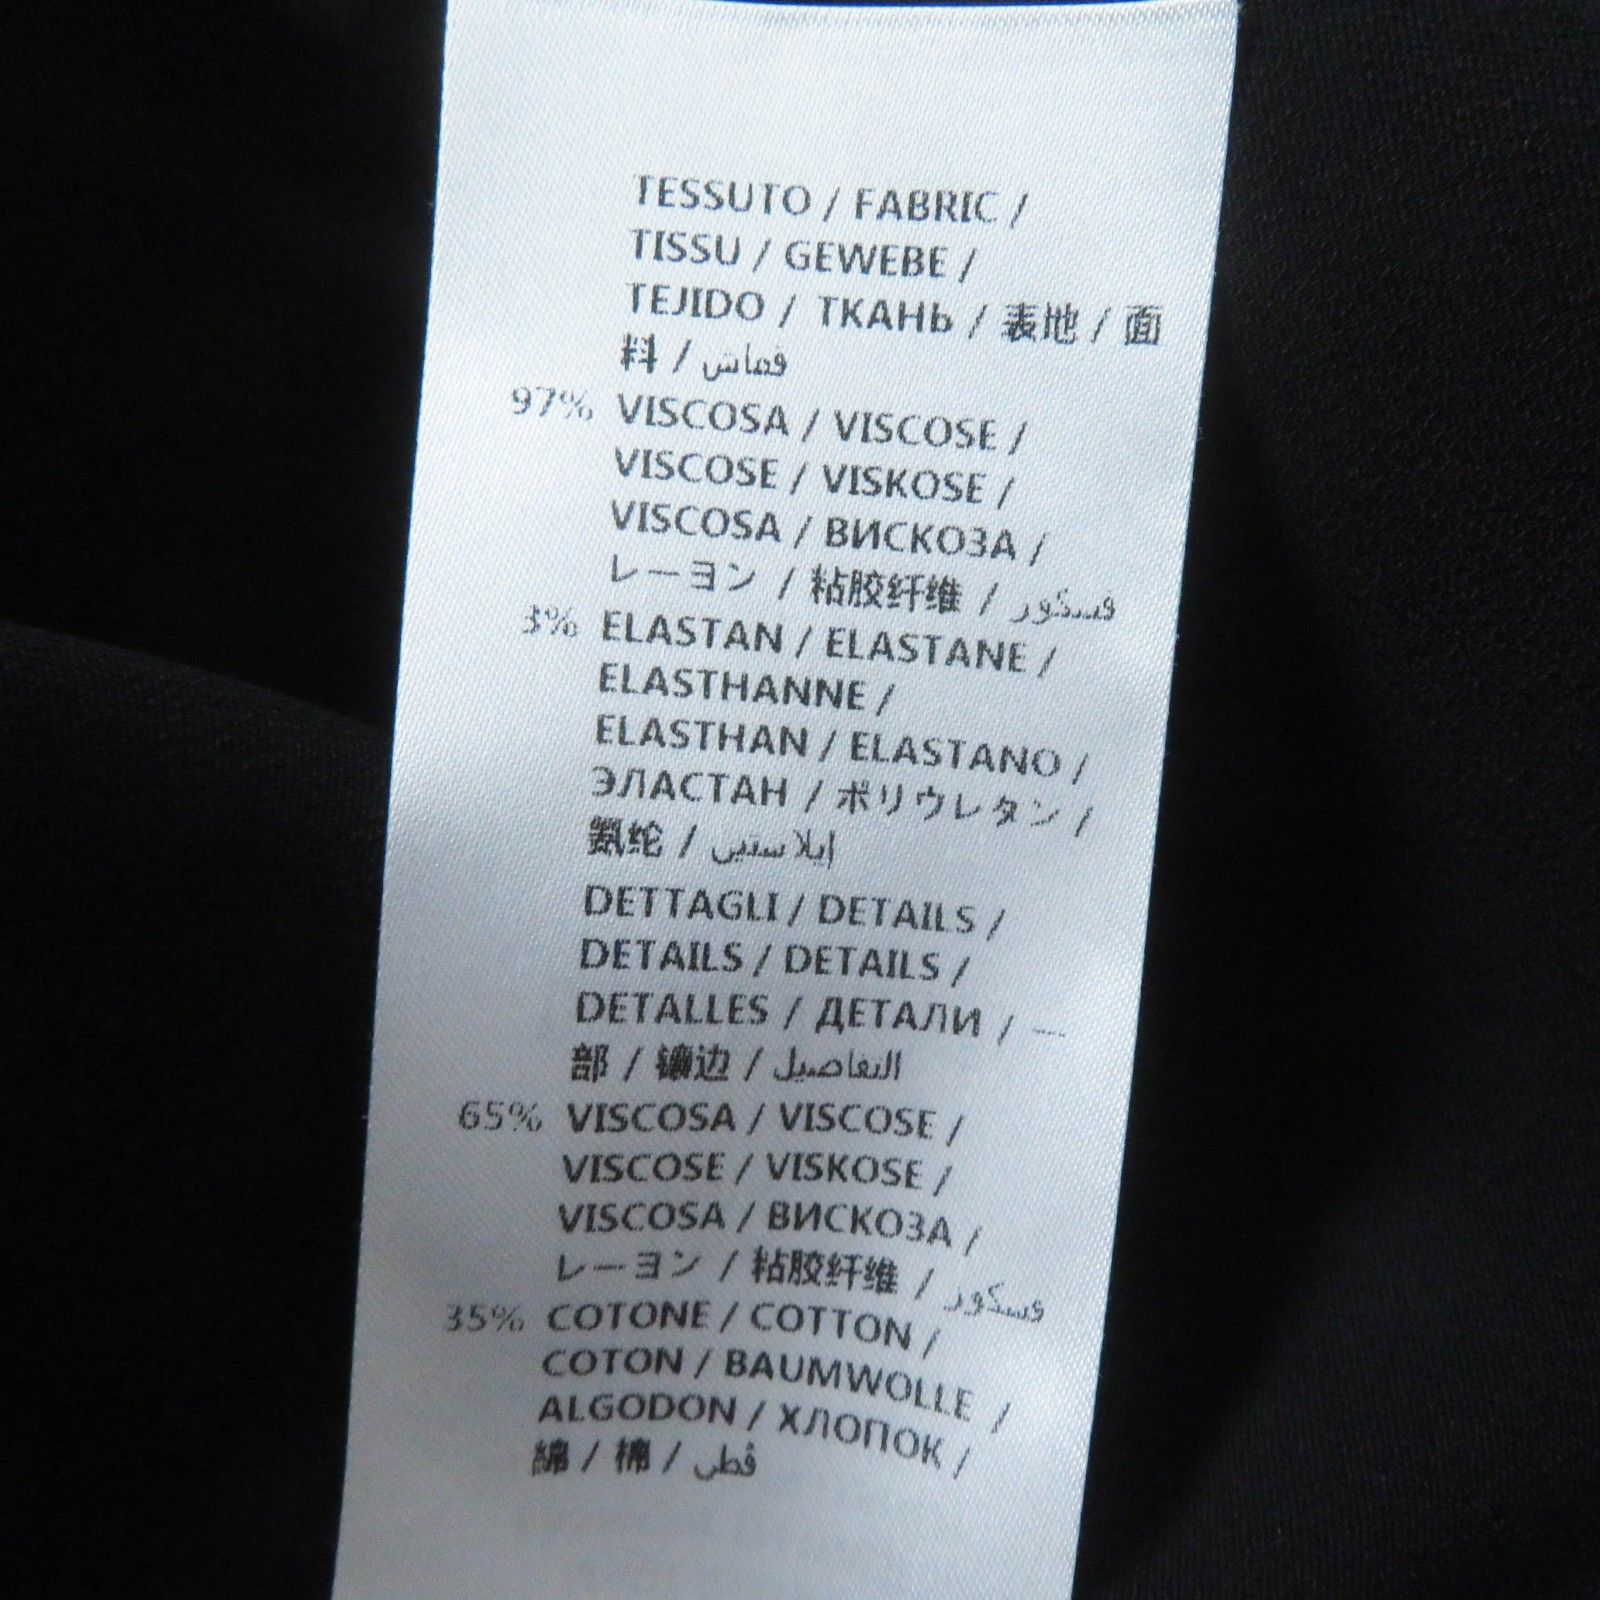 TESSUTO / FABRIC /
TISSU / GEWEBE /
TEJIDO / ТКАНЬ / 表地 / 面
料 / قماش
97% VISCOSA / VISCOSE /
VISCOSE / VISKOSE /
VISCOSA / ВИСКОЗА /
レーヨン / 粘胶纤维 / فسكور
3% ELASTAN / ELASTANE /
ELASTHANNE /
ELASTHAN / ELASTANO /
ЭЛАСТАН / ポリウレタン /
氨纶 / إيلاستين
DETTAGLI / DETAILS /
DETAILS / DETAILS /
DETALLES / ДЕТАЛИ / 一
部 / 镶边 / التفاصيل
65% VISCOSA / VISCOSE /
VISCOSE / VISKOSE /
VISCOSA / ВИСКОЗА /
レーヨン / 粘胶纤维 / فسكور
35% COTONE / COTTON /
COTON / BAUMWOLLE /
ALGODON / ХЛОПОК /
綿 / 棉 / قطن